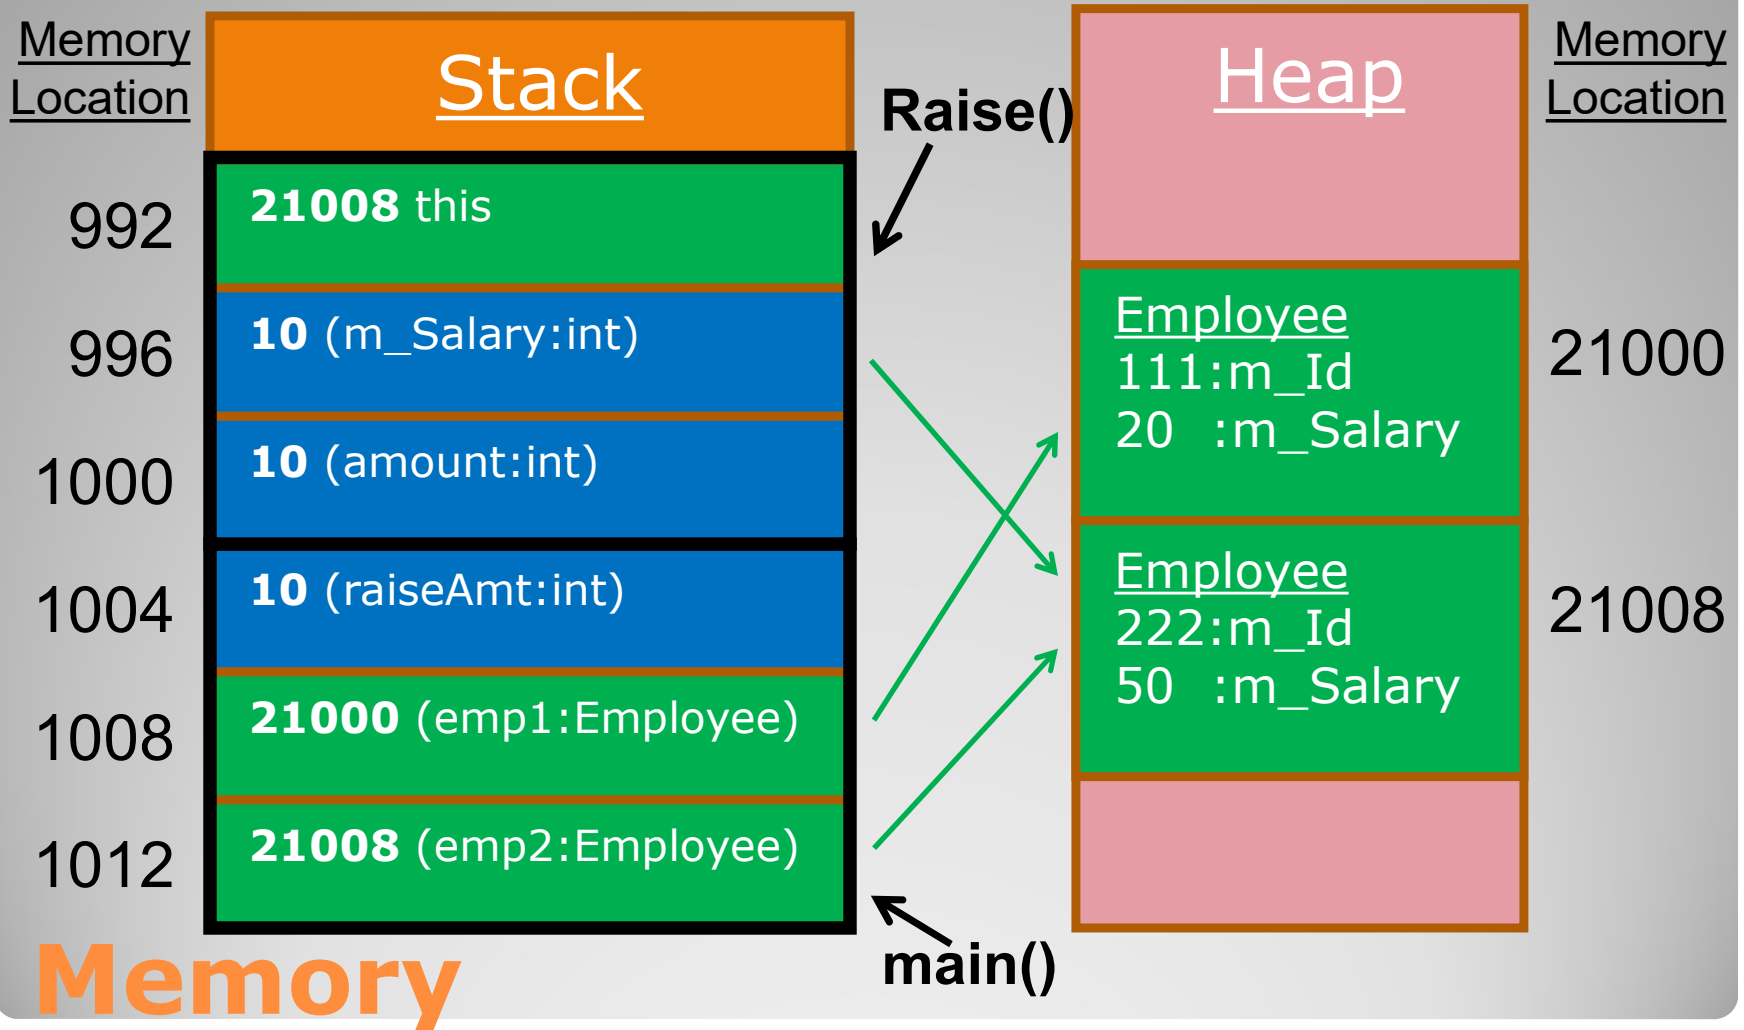 Memory
Location
Stack
Raise()
Heap
Memory
Location
992
21008 this
996
10 (m_Salary:int)
Employee
111:m_Id
20 :m_Salary
21000
1000
10 (amount:int)
1004
10 (raiseAmt:int)
Employee
222:m_Id
50 :m_Salary
21008
1008
21000 (emp1:Employee)
1012
21008 (emp2:Employee)
main()
Memory